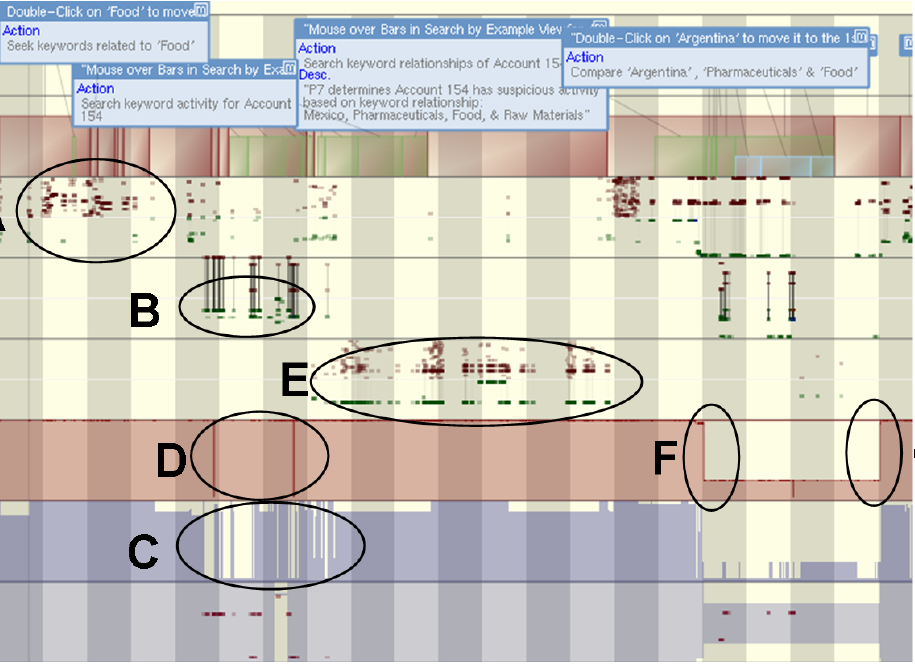 Double-Click on 'Food' to move
Action
Seek keywords related to 'Food'
"Mouse over Bars in Search by Exa
Action
Search keyword activity for Account
154
"Mouse over Bars in Search by Example View
Action
Search keyword relationships of Account 15
Desc.
"P7 determines Account 154 has suspicious activity
based on keyword relationship:
Mexico, Pharmaceuticals, Food, & Raw Materials"
"Double-Click on 'Argentina' to move it to the
Action
Compare 'Argentina', 'Pharmaceuticals' & 'Food'
B
E
D
F
C